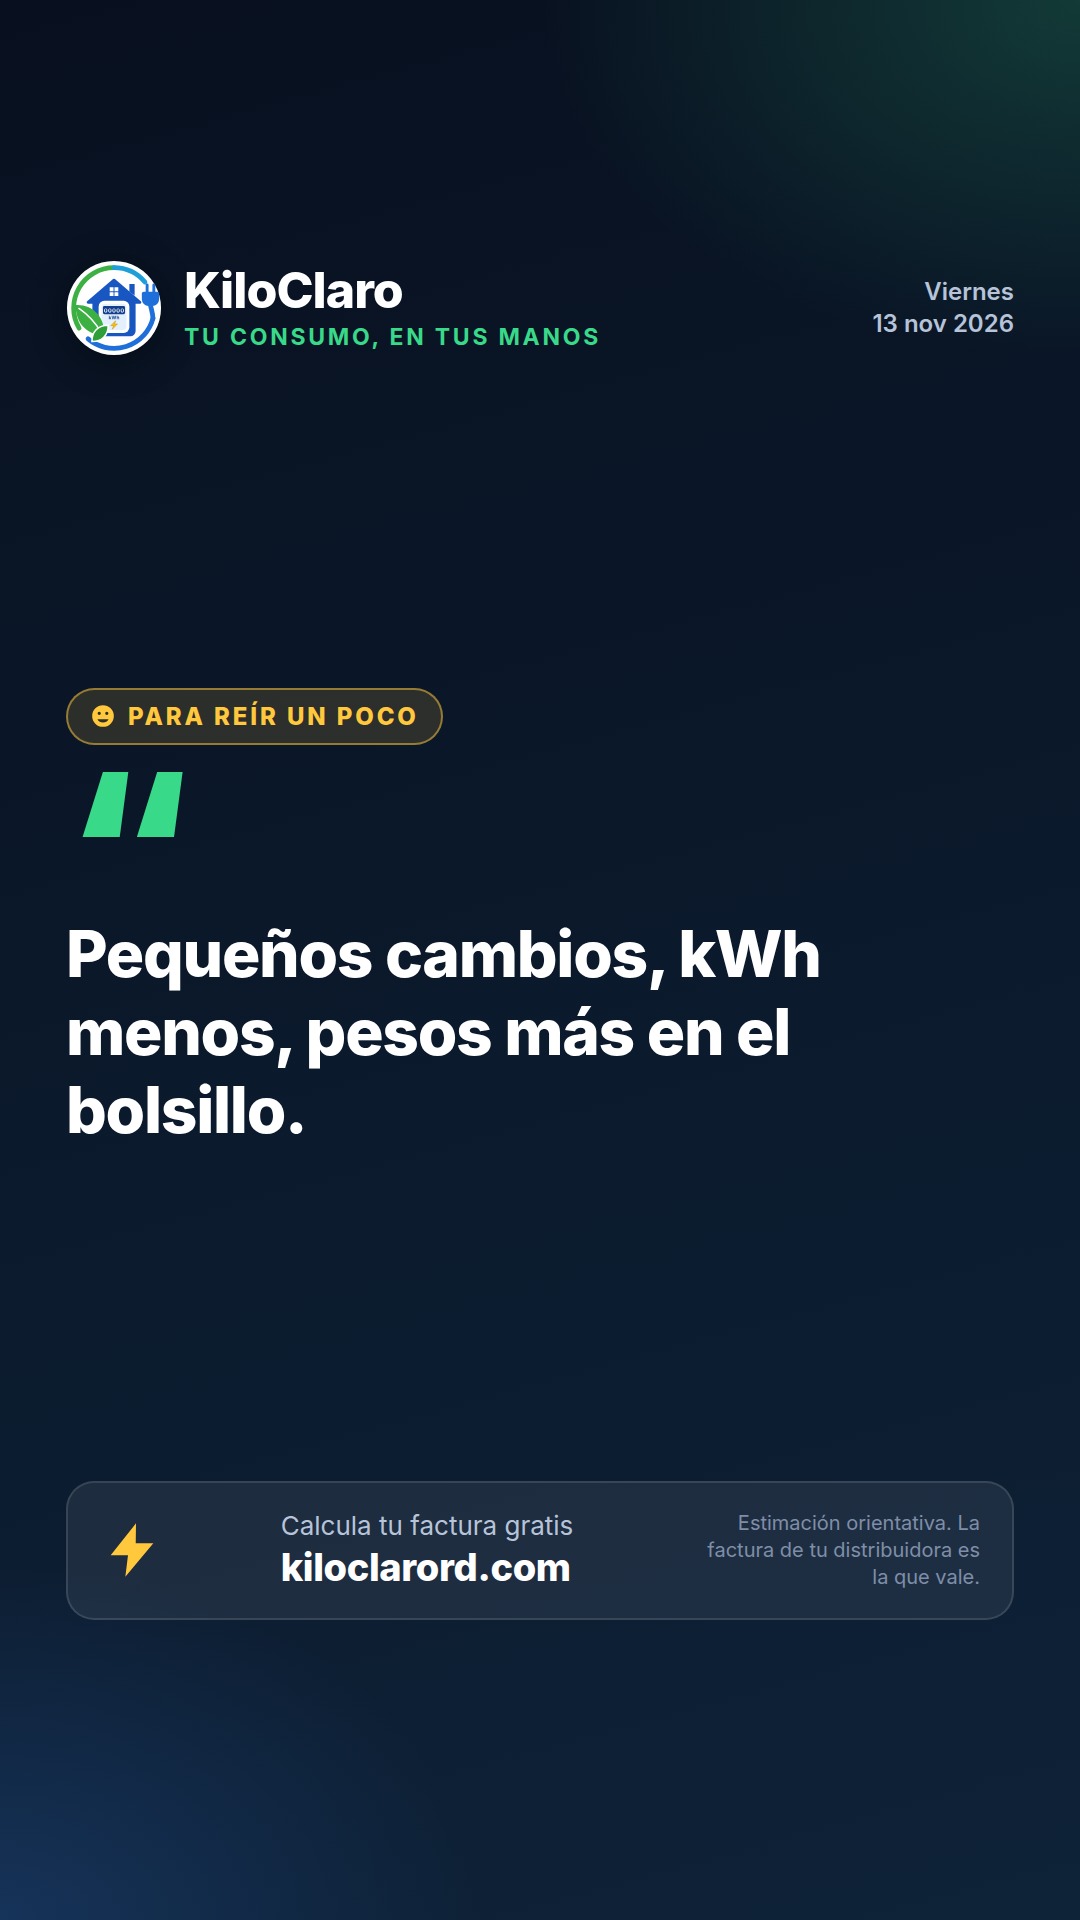 KiloClaro
TU CONSUMO, EN TUS MANOS
Viernes
13 nov 2026
PARA REÍR UN POCO
"
Pequeños cambios, kWh
menos, pesos más en el
bolsillo.
Calcula tu factura gratis
kiloclarord.com
Estimación orientativa. La
factura de tu distribuidora es
la que vale.